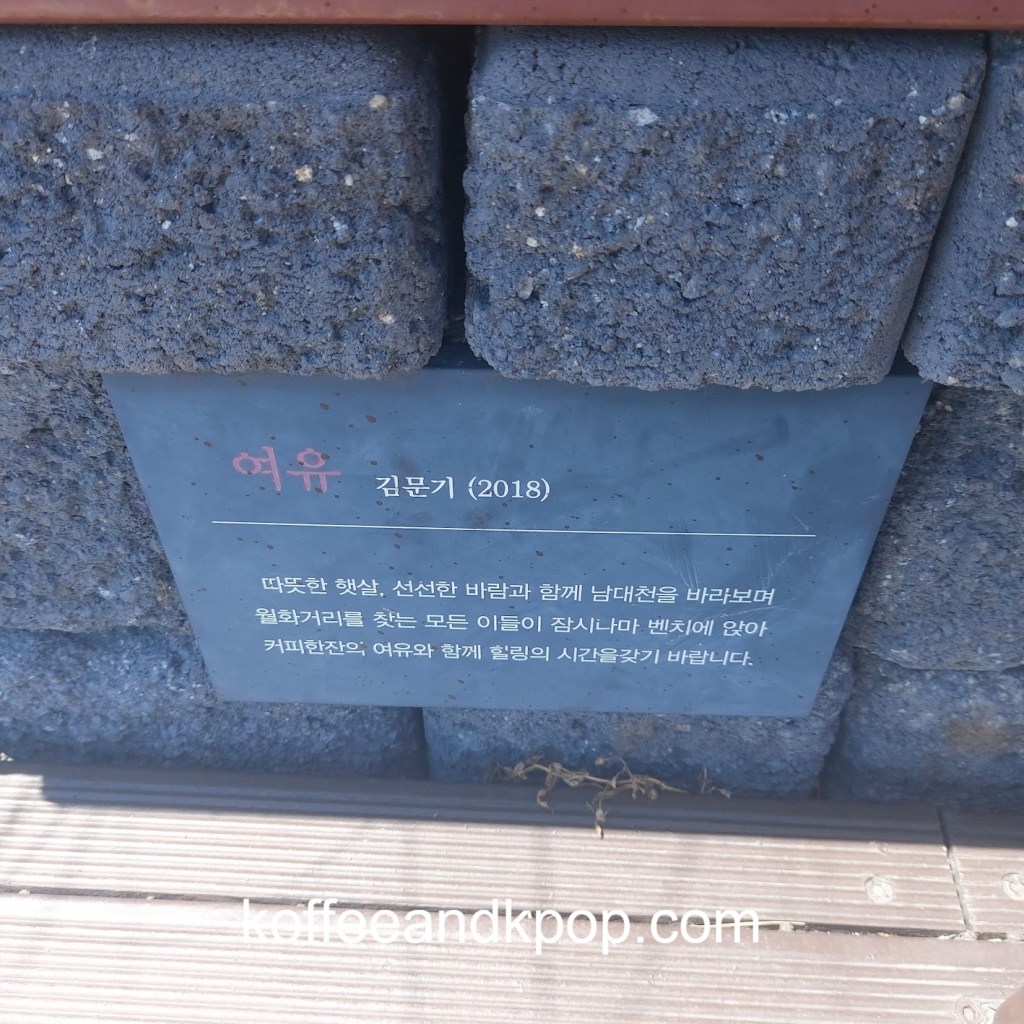 여유 김문기 (2018)
따뜻한 햇살, 선선한 바람과 함께 남대천을 바라보며
월화거리를 찾는 모든 이들이 잠시나마 벤치에 앉아
커피한잔의 여유와 함께 힐링의 시간을갖기 바랍니다.
koffeeandkpop.com